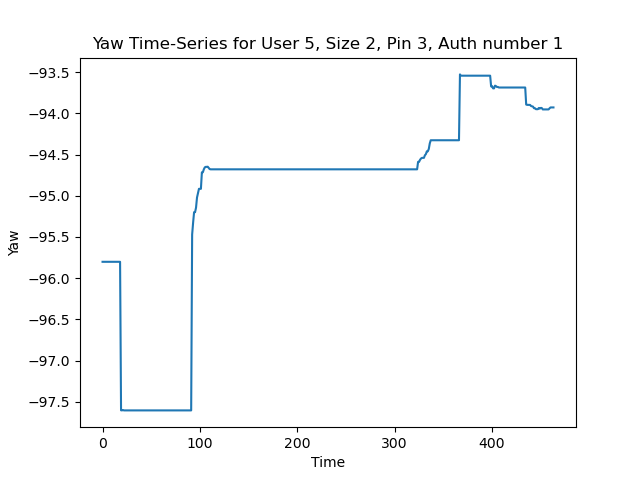 Yaw Time-Series for User 5, Size 2, Pin 3, Auth number 1
−93.5
−94.0
−94.5
−95.0
−95.5
−96.0
−96.5
−97.0
−97.5
Yaw
0 100 200 300 400
Time